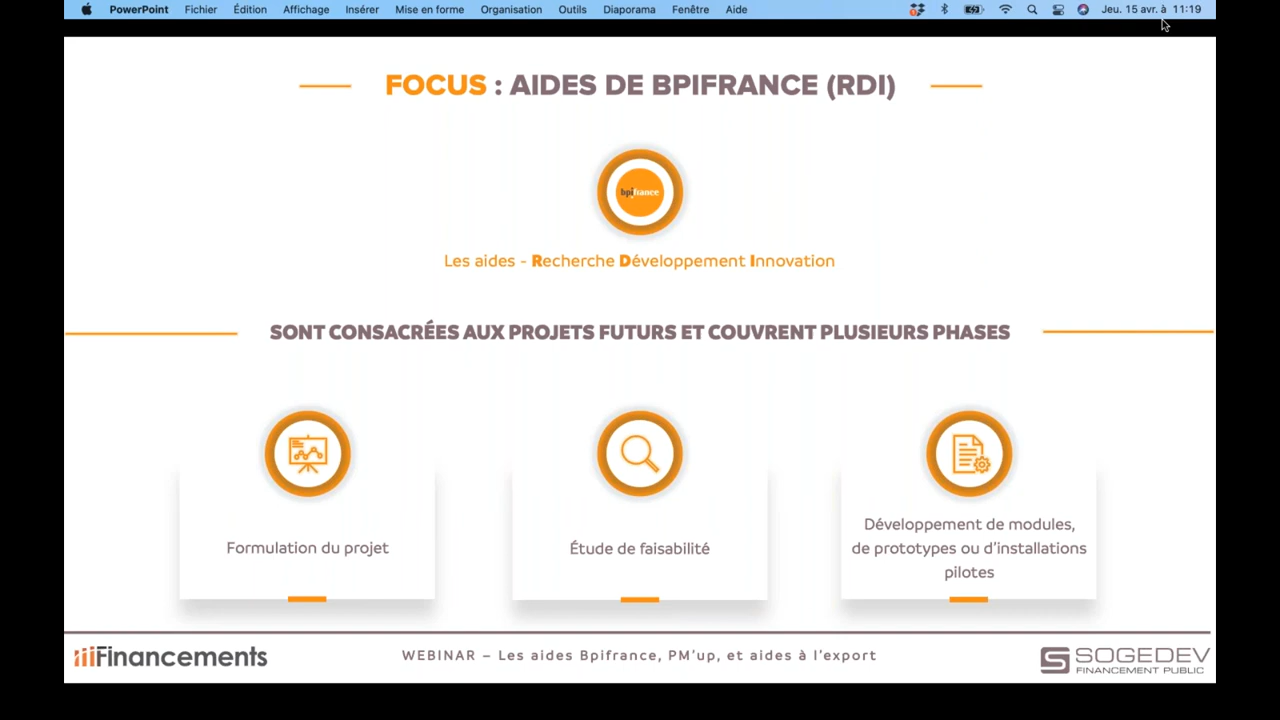 PowerPoint Fichier Édition Affichage Insérer Mise en forme Organisation Outils Diaporama Fenêtre Aide Jeu. 15 avr. à 11:19
FOCUS : AIDES DE BPIFRANCE (RDI)
bpifrance
Les aides - Recherche Développement Innovation
SONT CONSACRÉES AUX PROJETS FUTURS ET COUVRENT PLUSIEURS PHASES
Formulation du projet
Étude de faisabilité
Développement de modules,
de prototypes ou d'installations
pilotes
Financements
WEBINAR – Les aides Bpifrance, PM'up, et aides à l'export
SOGEDEV
FINANCEMENT PUBLIC